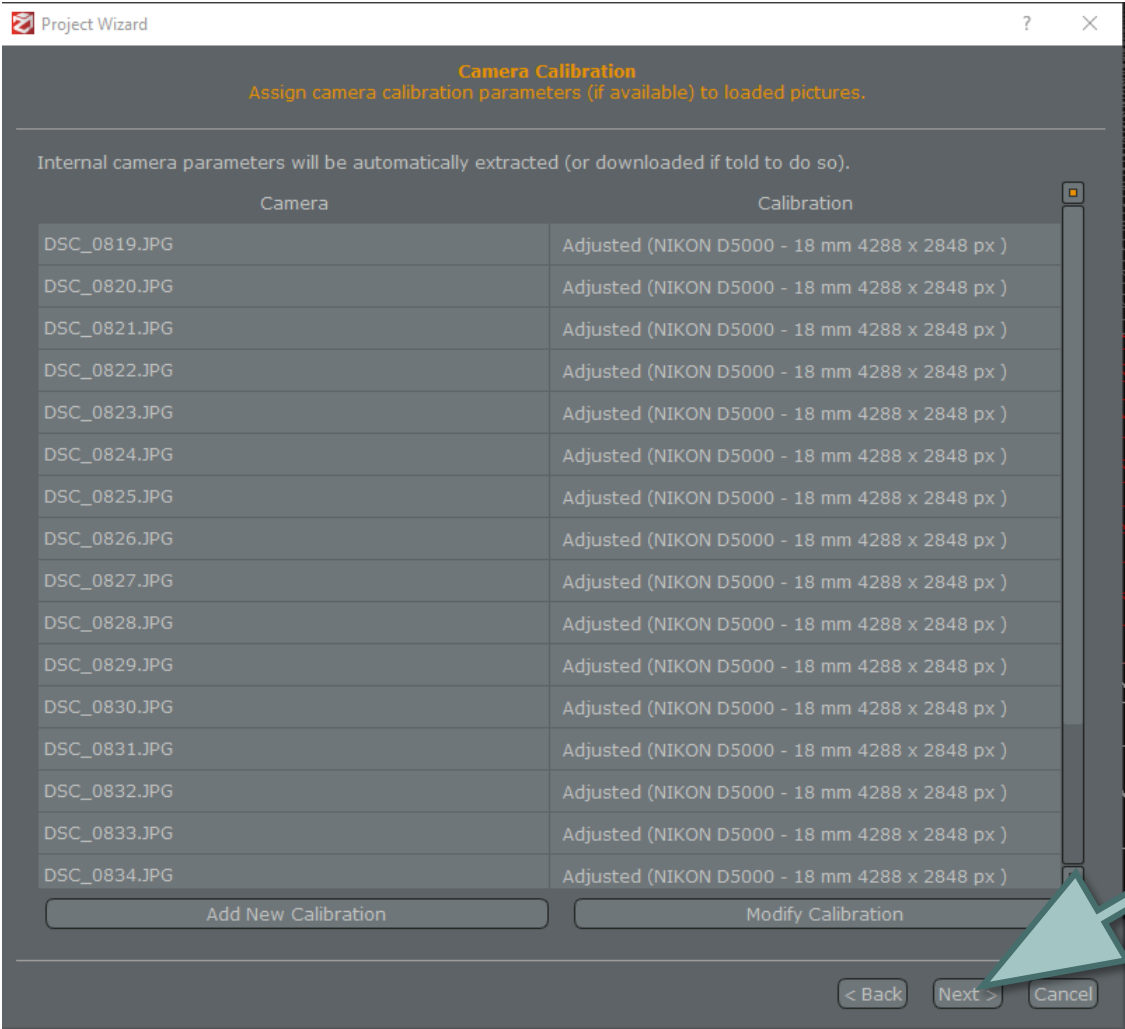 Project Wizard
?
Camera Calibration
Assign camera calibration parameters (if available) to loaded pictures.
Internal camera parameters will be automatically extracted (or downloaded if told to do so).
Camera Calibration
DSC_0819.JPG Adjusted (NIKON D5000 - 18 mm 4288 x 2848 px )
DSC_0820.JPG Adjusted (NIKON D5000 - 18 mm 4288 x 2848 px )
DSC_0821.JPG Adjusted (NIKON D5000 - 18 mm 4288 x 2848 px )
DSC_0822.JPG Adjusted (NIKON D5000 - 18 mm 4288 x 2848 px )
DSC_0823.JPG Adjusted (NIKON D5000 - 18 mm 4288 x 2848 px )
DSC_0824.JPG Adjusted (NIKON D5000 - 18 mm 4288 x 2848 px )
DSC_0825.JPG Adjusted (NIKON D5000 - 18 mm 4288 x 2848 px )
DSC_0826.JPG Adjusted (NIKON D5000 - 18 mm 4288 x 2848 px )
DSC_0827.JPG Adjusted (NIKON D5000 - 18 mm 4288 x 2848 px )
DSC_0828.JPG Adjusted (NIKON D5000 - 18 mm 4288 x 2848 px )
DSC_0829.JPG Adjusted (NIKON D5000 - 18 mm 4288 x 2848 px )
DSC_0830.JPG Adjusted (NIKON D5000 - 18 mm 4288 x 2848 px )
DSC_0831.JPG Adjusted (NIKON D5000 - 18 mm 4288 x 2848 px )
DSC_0832.JPG Adjusted (NIKON D5000 - 18 mm 4288 x 2848 px )
DSC_0833.JPG Adjusted (NIKON D5000 - 18 mm 4288 x 2848 px )
DSC_0834.JPG Adjusted (NIKON D5000 - 18 mm 4288 x 2848 px )
Add New Calibration Modify Calibration
< Back Next > Cancel